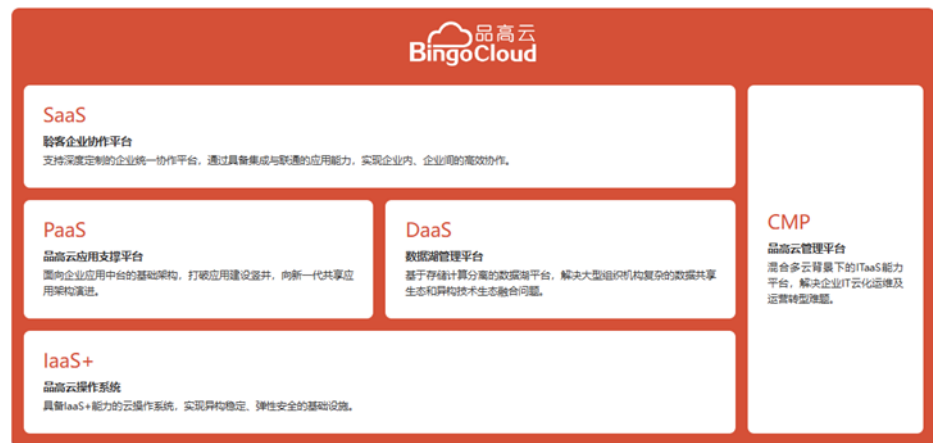 品高云
BingoCloud
SaaS
聆客企业协作平台
支持深度定制的企业统一协作平台，通过具备集成与联通的应用能力，实现企业内、企业间的高效协作。
PaaS
品高云应用支撑平台
面向企业应用中台的基础架构，打破应用建设竖井，向新一代共享应
用架构演进。
DaaS
数据湖管理平台
基于存储计算分离的数据湖平台，解决大型组织机构复杂的数据共享
生态和异构技术生态融合问题。
CMP
品高云管理平台
混合多云背景下的ITaaS能力
平台，解决企业IT云化运维及
运营转型难题。
IaaS+
品高云操作系统
具备IaaS+能力的云操作系统，实现异构稳定、弹性安全的基础设施。